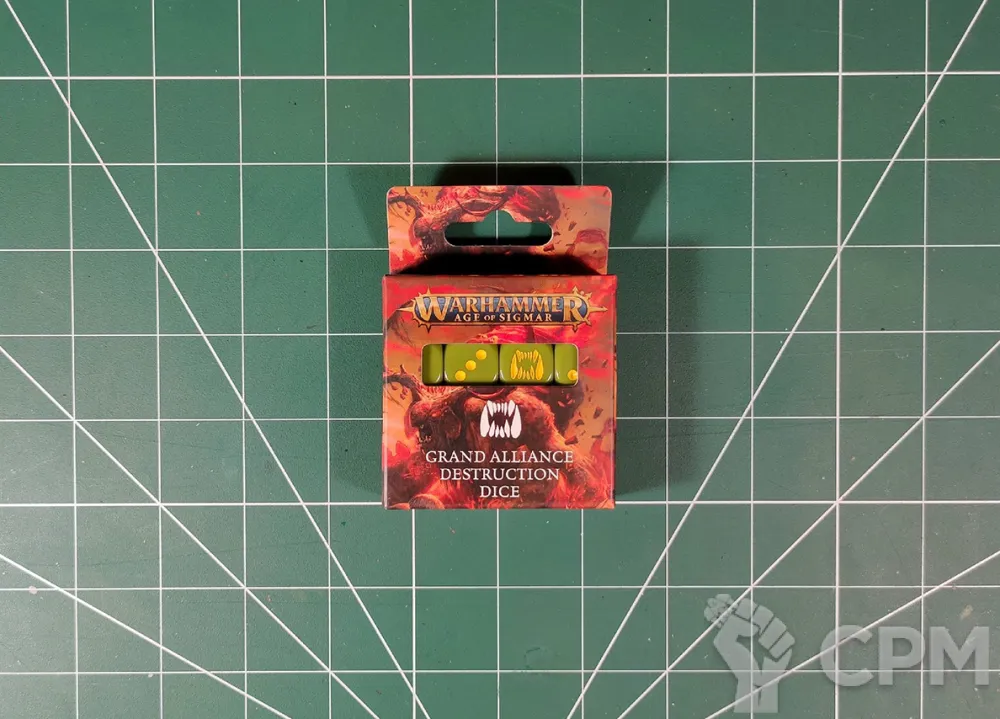 WARHAMMER
AGE OF SIGMAR
GRAND ALLIANCE
DESTRUCTION
DICE
CPM